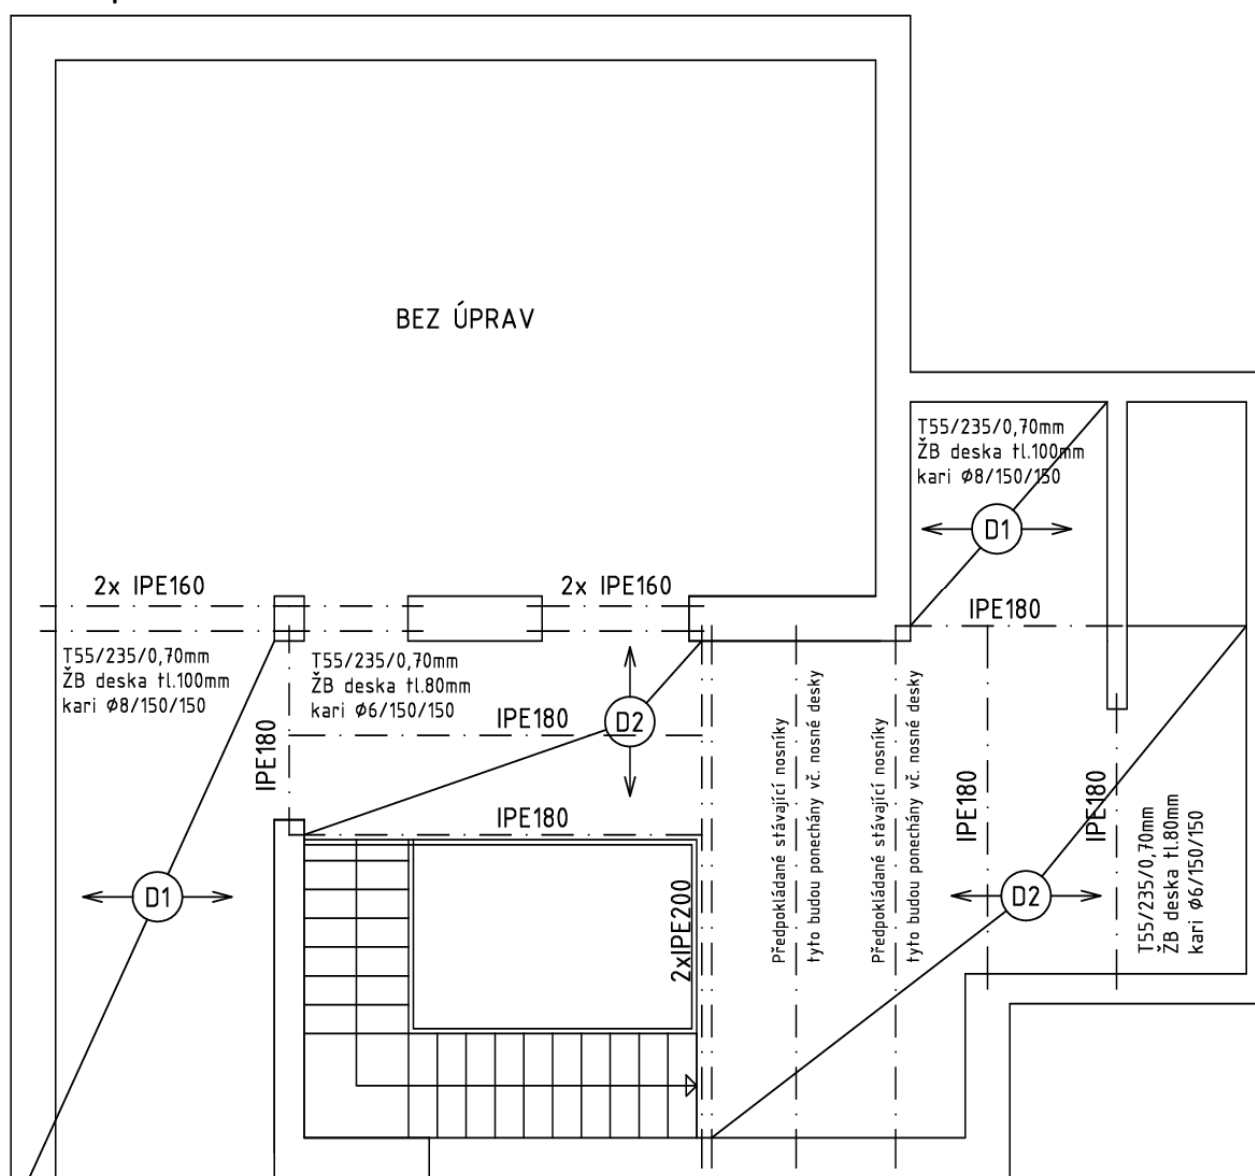 BEZ ÚPRAV
T55/235/0,70mm
ŽB deska tl.100mm
kari Ø8/150/150
D1
2x IPE160
2x IPE160
IPE180
T55/235/0,70mm
ŽB deska tl.100mm
kari Ø8/150/150
T55/235/0,70mm
ŽB deska tl.80mm
kari Ø6/150/150
IPE180
IPE180
D2
IPE180
D1
2xIPE200
Předpokládané stávající nosníky
tyto budou ponechány vč. nosné desky
Předpokládané stávající nosníky
tyto budou ponechány vč. nosné desky
IPE180
IPE180
D2
T55/235/0,70mm
ŽB deska tl.80mm
kari Ø6/150/150